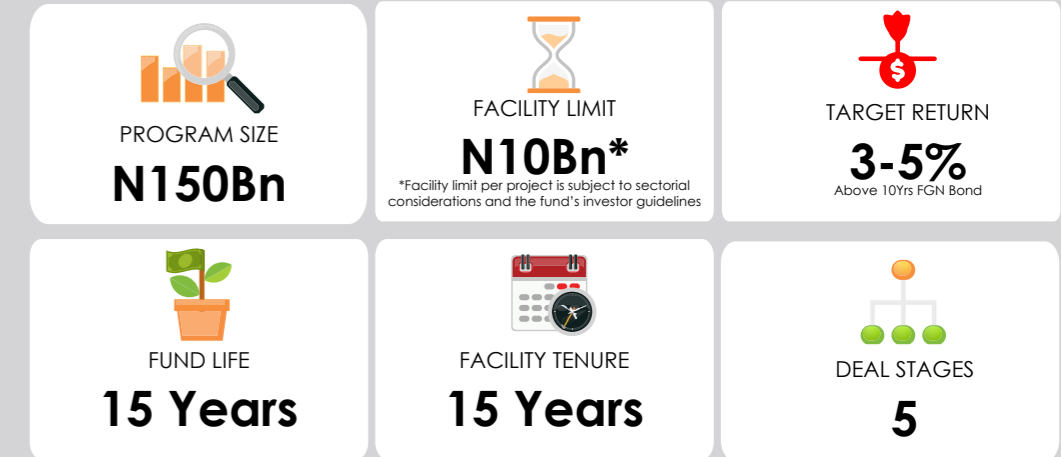 PROGRAM SIZE
N150Bn
FACILITY LIMIT
N10Bn*
*Facility limit per project is subject to sectorial
considerations and the fund's investor guidelines
TARGET RETURN
3-5%
Above 10Yrs FGN Bond
FUND LIFE
15 Years
FACILITY TENURE
15 Years
DEAL STAGES
5